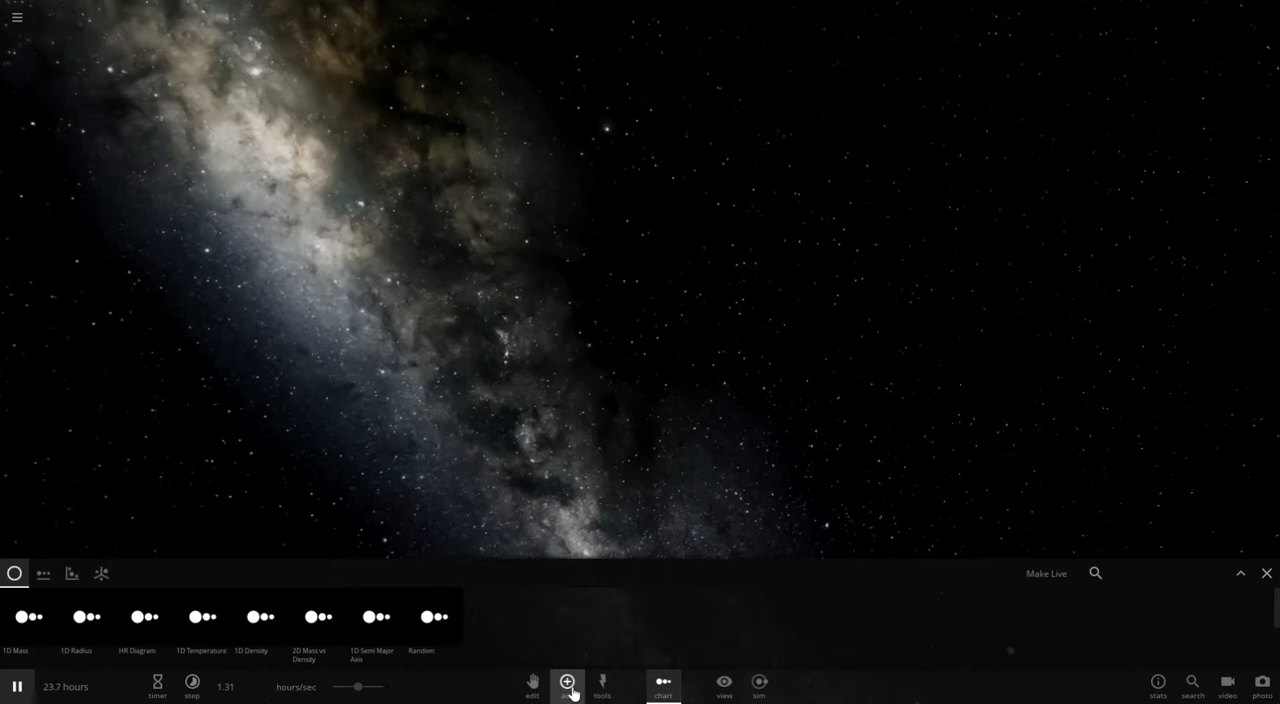 Make Live
1D Mass
1D Radius
HR Diagram
1D Temperature
1D Density
2D Mass vs
Density
1D Semi Major
Axis
Random
23.7 hours
timer
step
1.31
hours/sec
edit
tools
chart
view
sim
stats
search
video
photo